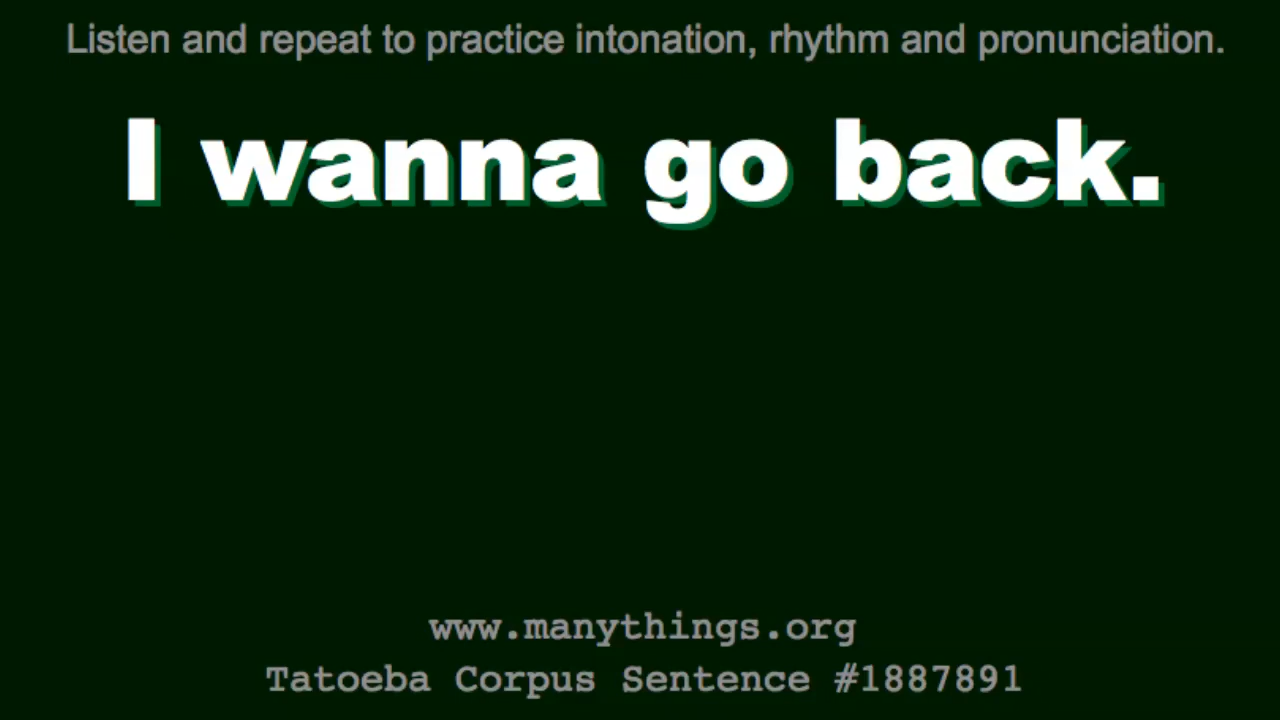 Listen and repeat to practice intonation, rhythm and pronunciation.
I wanna go back.
www.manythings.org
Tatoeba Corpus Sentence #1887891